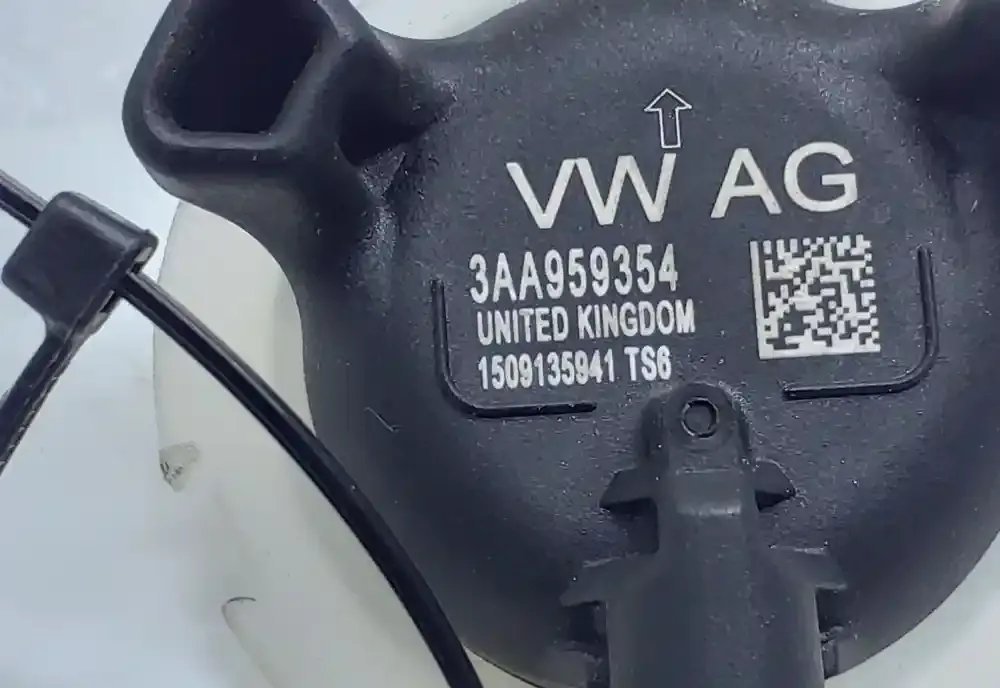 VW AG
3AA959354
UNITED KINGDOM
1509135941 TS6